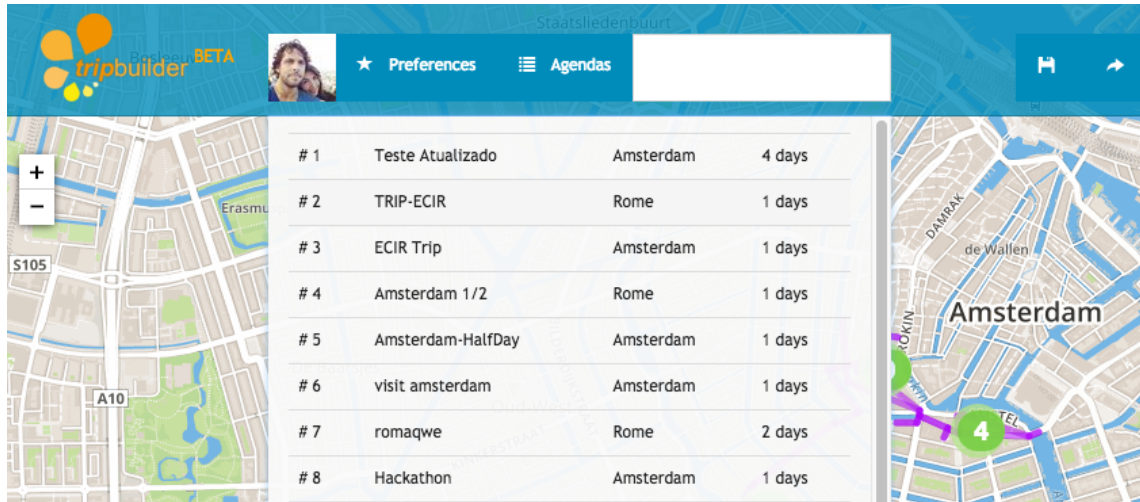 Staatsliedenbuurt
tripbuilder BETA
Preferences
Agendas
# 1 Teste Atualizado Amsterdam 4 days
# 2 TRIP-ECIR Rome 1 days
# 3 ECIR Trip Amsterdam 1 days
# 4 Amsterdam 1/2 Rome 1 days
# 5 Amsterdam-HalfDay Amsterdam 1 days
# 6 visit amsterdam Amsterdam 1 days
# 7 romaqwe Rome 2 days
# 8 Hackathon Amsterdam 1 days
+
−
Erasmu
S105
A10
DAMRAK
de Wallen
Amsterdam
ROKIN
Oud-West
4